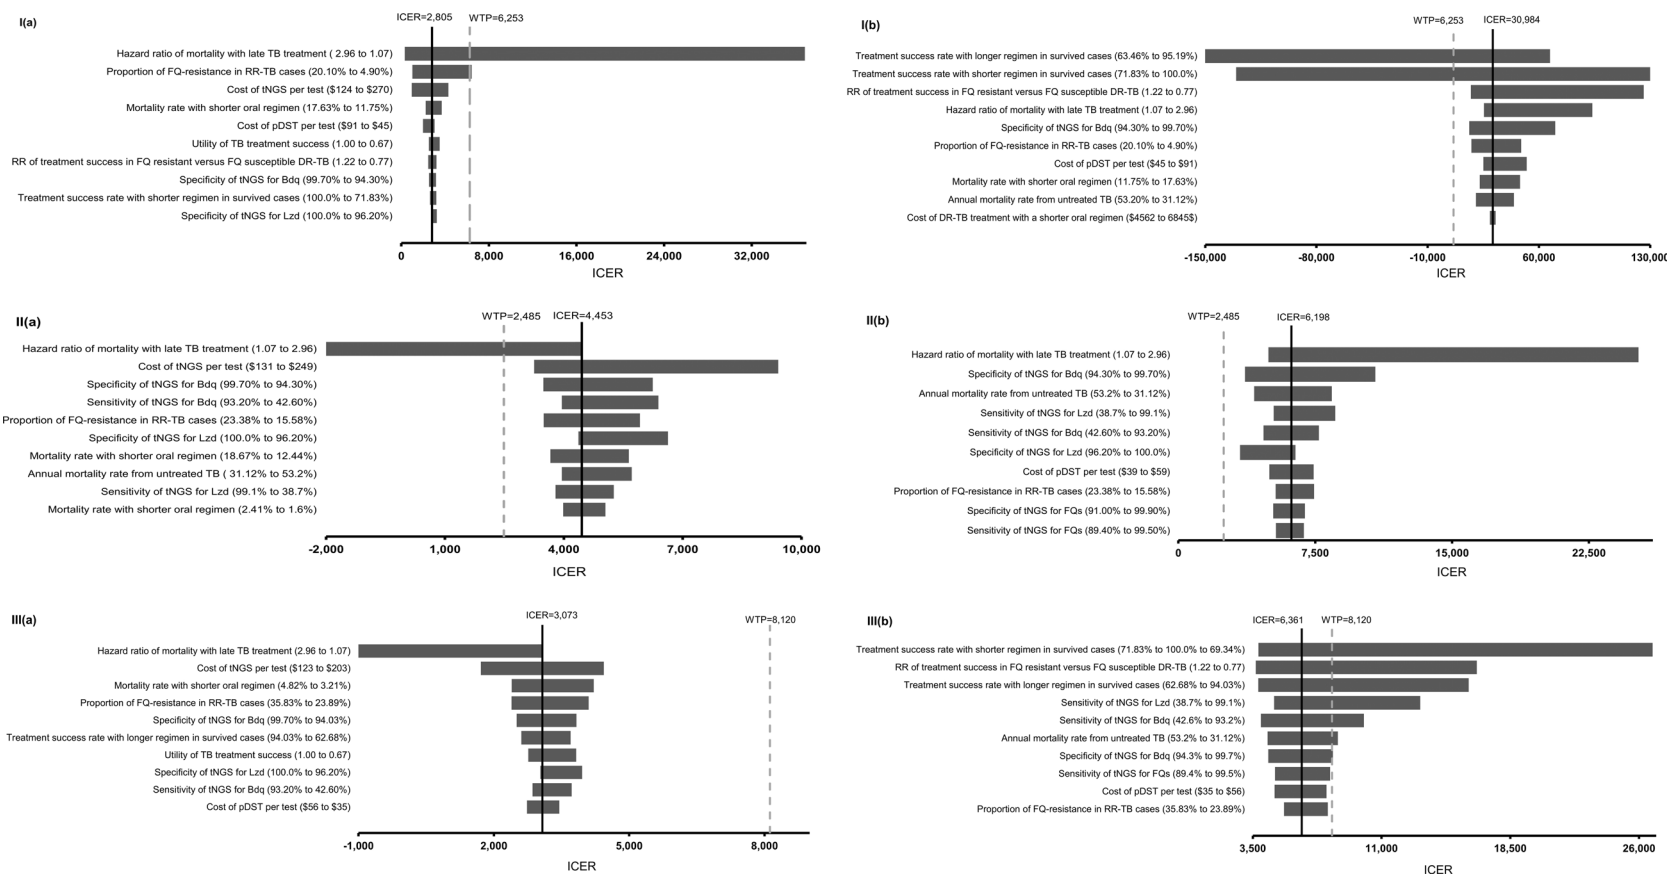 I(a)
ICER=2,805
WTP=6,253
Hazard ratio of mortality with late TB treatment ( 2.96 to 1.07)
Proportion of FQ-resistance in RR-TB cases (20.10% to 4.90%)
Cost of tNGS per test ($124 to $270)
Mortality rate with shorter oral regimen (17.63% to 11.75%)
Cost of pDST per test ($91 to $45)
Utility of TB treatment success (1.00 to 0.67)
RR of treatment success in FQ resistant versus FQ susceptible DR-TB (1.22 to 0.77)
Specificity of tNGS for Bdq (99.70% to 94.30%)
Treatment success rate with shorter regimen in survived cases (100.0% to 71.83%)
Specificity of tNGS for Lzd (100.0% to 96.20%)
0 8,000 16,000 24,000 32,000
ICER
I(b)
WTP=6,253
ICER=30,984
Treatment success rate with longer regimen in survived cases (63.46% to 95.19%)
Treatment success rate with shorter regimen in survived cases (71.83% to 100.0%)
RR of treatment success in FQ resistant versus FQ susceptible DR-TB (1.22 to 0.77)
Hazard ratio of mortality with late TB treatment (1.07 to 2.96)
Specificity of tNGS for Bdq (94.30% to 99.70%)
Proportion of FQ-resistance in RR-TB cases (20.10% to 4.90%)
Cost of pDST per test ($45 to $91)
Mortality rate with shorter oral regimen (11.75% to 17.63%)
Annual mortality rate from untreated TB (53.20% to 31.12%)
Cost of DR-TB treatment with a shorter oral regimen ($4562 to 6845$)
-150,000 -80,000 -10,000 60,000 130,000
ICER
II(a)
WTP=2,485
ICER=4,453
Hazard ratio of mortality with late TB treatment (1.07 to 2.96)
Cost of tNGS per test ($131 to $249)
Specificity of tNGS for Bdq (99.70% to 94.30%)
Sensitivity of tNGS for Bdq (93.20% to 42.60%)
Proportion of FQ-resistance in RR-TB cases (23.38% to 15.58%)
Specificity of tNGS for Lzd (100.0% to 96.20%)
Mortality rate with shorter oral regimen (18.67% to 12.44%)
Annual mortality rate from untreated TB ( 31.12% to 53.2%)
Sensitivity of tNGS for Lzd (99.1% to 38.7%)
Mortality rate with shorter oral regimen (2.41% to 1.6%)
-2,000 1,000 4,000 7,000 10,000
ICER
II(b)
WTP=2,485
ICER=6,198
Hazard ratio of mortality with late TB treatment (1.07 to 2.96)
Specificity of tNGS for Bdq (94.30% to 99.70%)
Annual mortality rate from untreated TB (53.2% to 31.12%)
Sensitivity of tNGS for Lzd (38.7% to 99.1%)
Sensitivity of tNGS for Bdq (42.60% to 93.20%)
Specificity of tNGS for Lzd (96.20% to 100.0%)
Cost of pDST per test ($39 to $59)
Proportion of FQ-resistance in RR-TB cases (23.38% to 15.58%)
Specificity of tNGS for FQs (91.00% to 99.90%)
Sensitivity of tNGS for FQs (89.40% to 99.50%)
0 7,500 15,000 22,500
ICER
III(a)
ICER=3,073
WTP=8,120
Hazard ratio of mortality with late TB treatment (2.96 to 1.07)
Cost of tNGS per test ($123 to $203)
Mortality rate with shorter oral regimen (4.82% to 3.21%)
Proportion of FQ-resistance in RR-TB cases (35.83% to 23.89%)
Specificity of tNGS for Bdq (99.70% to 94.03%)
Treatment success rate with longer regimen in survived cases (94.03% to 62.68%)
Utility of TB treatment success (1.00 to 0.67)
Specificity of tNGS for Lzd (100.0% to 96.20%)
Sensitivity of tNGS for Bdq (93.20% to 42.60%)
Cost of pDST per test ($56 to $35)
-1,000 2,000 5,000 8,000
ICER
III(b)
ICER=6,361
WTP=8,120
Treatment success rate with shorter regimen in survived cases (71.83% to 100.0% to 69.34%)
RR of treatment success in FQ resistant versus FQ susceptible DR-TB (1.22 to 0.77)
Treatment success rate with longer regimen in survived cases (62.68% to 94.03%)
Sensitivity of tNGS for Lzd (38.7% to 99.1%)
Sensitivity of tNGS for Bdq (42.6% to 93.2%)
Annual mortality rate from untreated TB (53.2% to 31.12%)
Specificity of tNGS for Bdq (94.3% to 99.7%)
Sensitivity of tNGS for FQs (89.4% to 99.5%)
Cost of pDST per test ($35 to $56)
Proportion of FQ-resistance in RR-TB cases (35.83% to 23.89%)
3,500 11,000 18,500 26,000
ICER